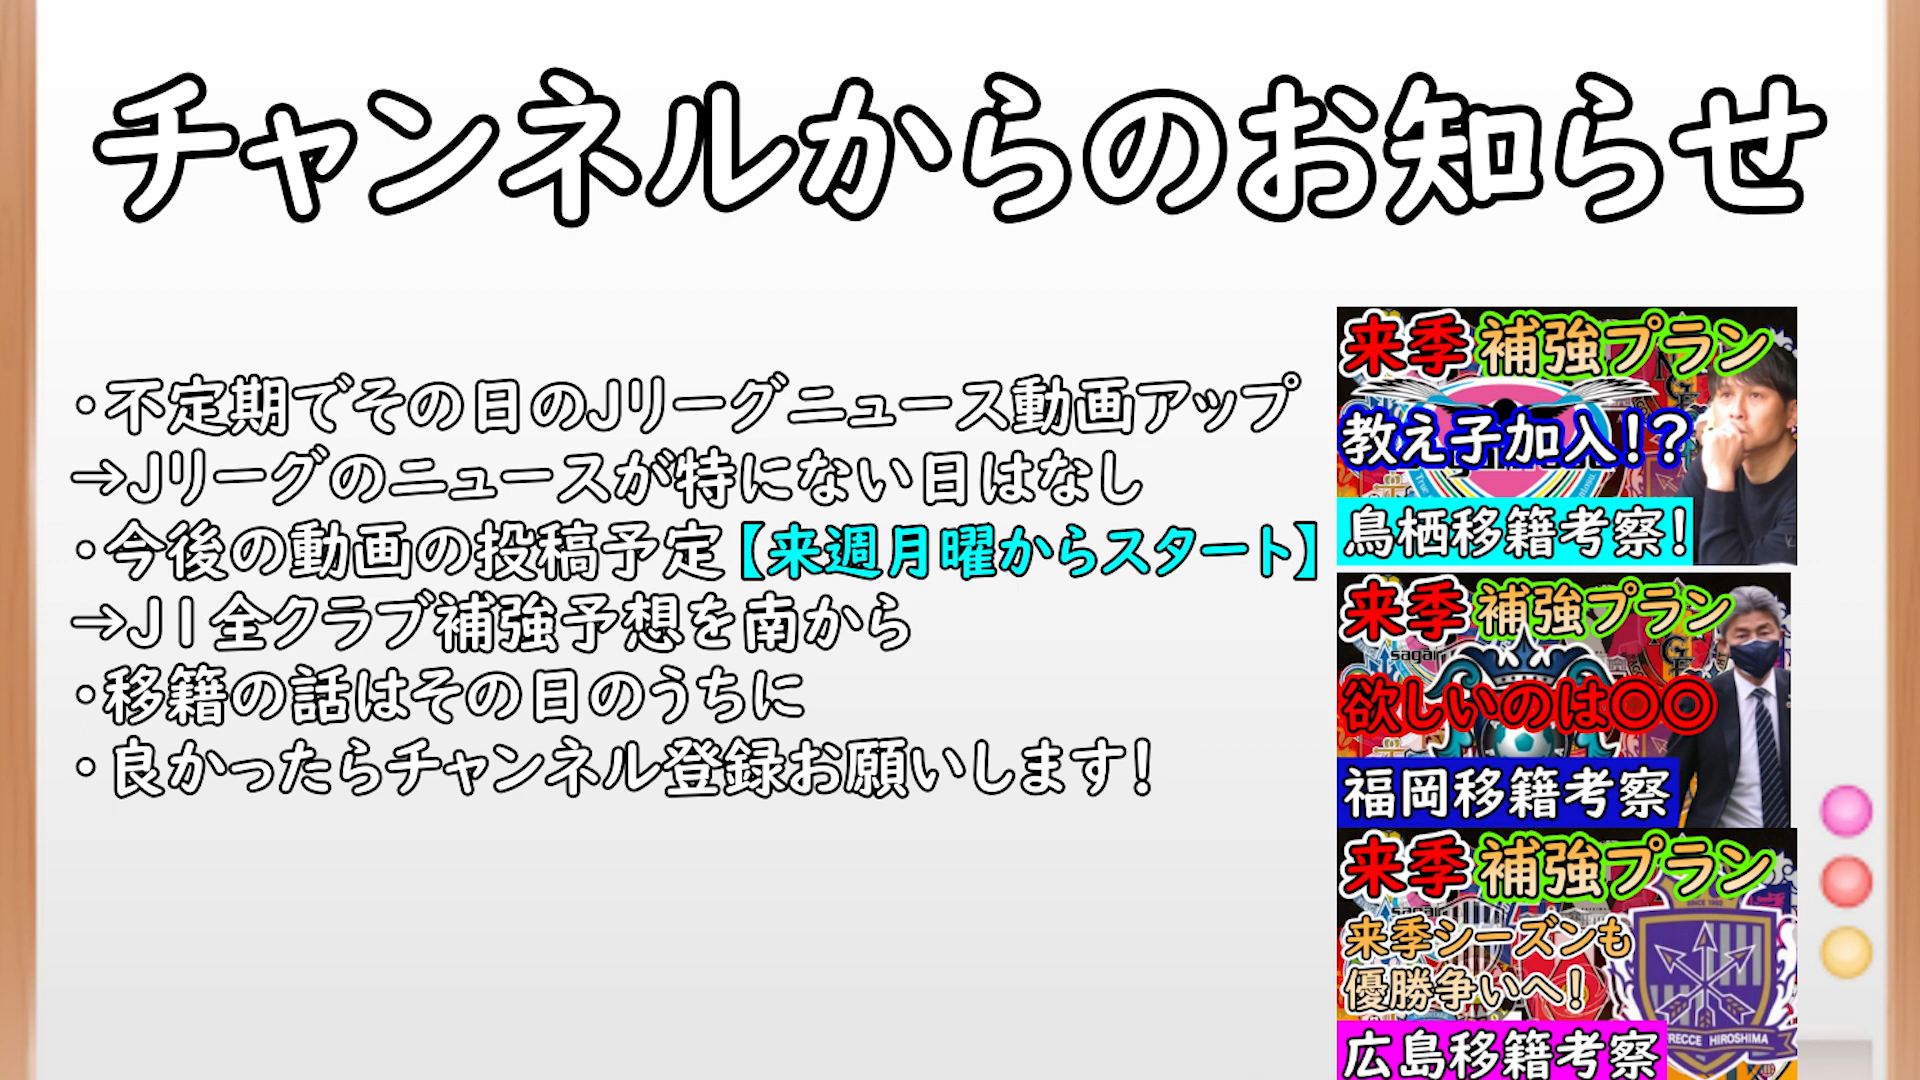 チャンネルからのお知らせ
・不定期でその日のJリーグニュース動画アップ
→Jリーグのニュースが特にない日はなし
・今後の動画の投稿予定【来週月曜からスタート】
→J1全クラブ補強予想を南から
・移籍の話はその日のうちに
・良かったらチャンネル登録お願いします!
来季補強プラン
教え子加入!?
鳥栖移籍考察!
来季補強プラン
sagan
欲しいのは〇〇
福岡移籍考察
来季補強プラン
来季シーズンも
優勝争いへ!
SINCE 1992
RECCE HIROSHIMA
広島移籍考察